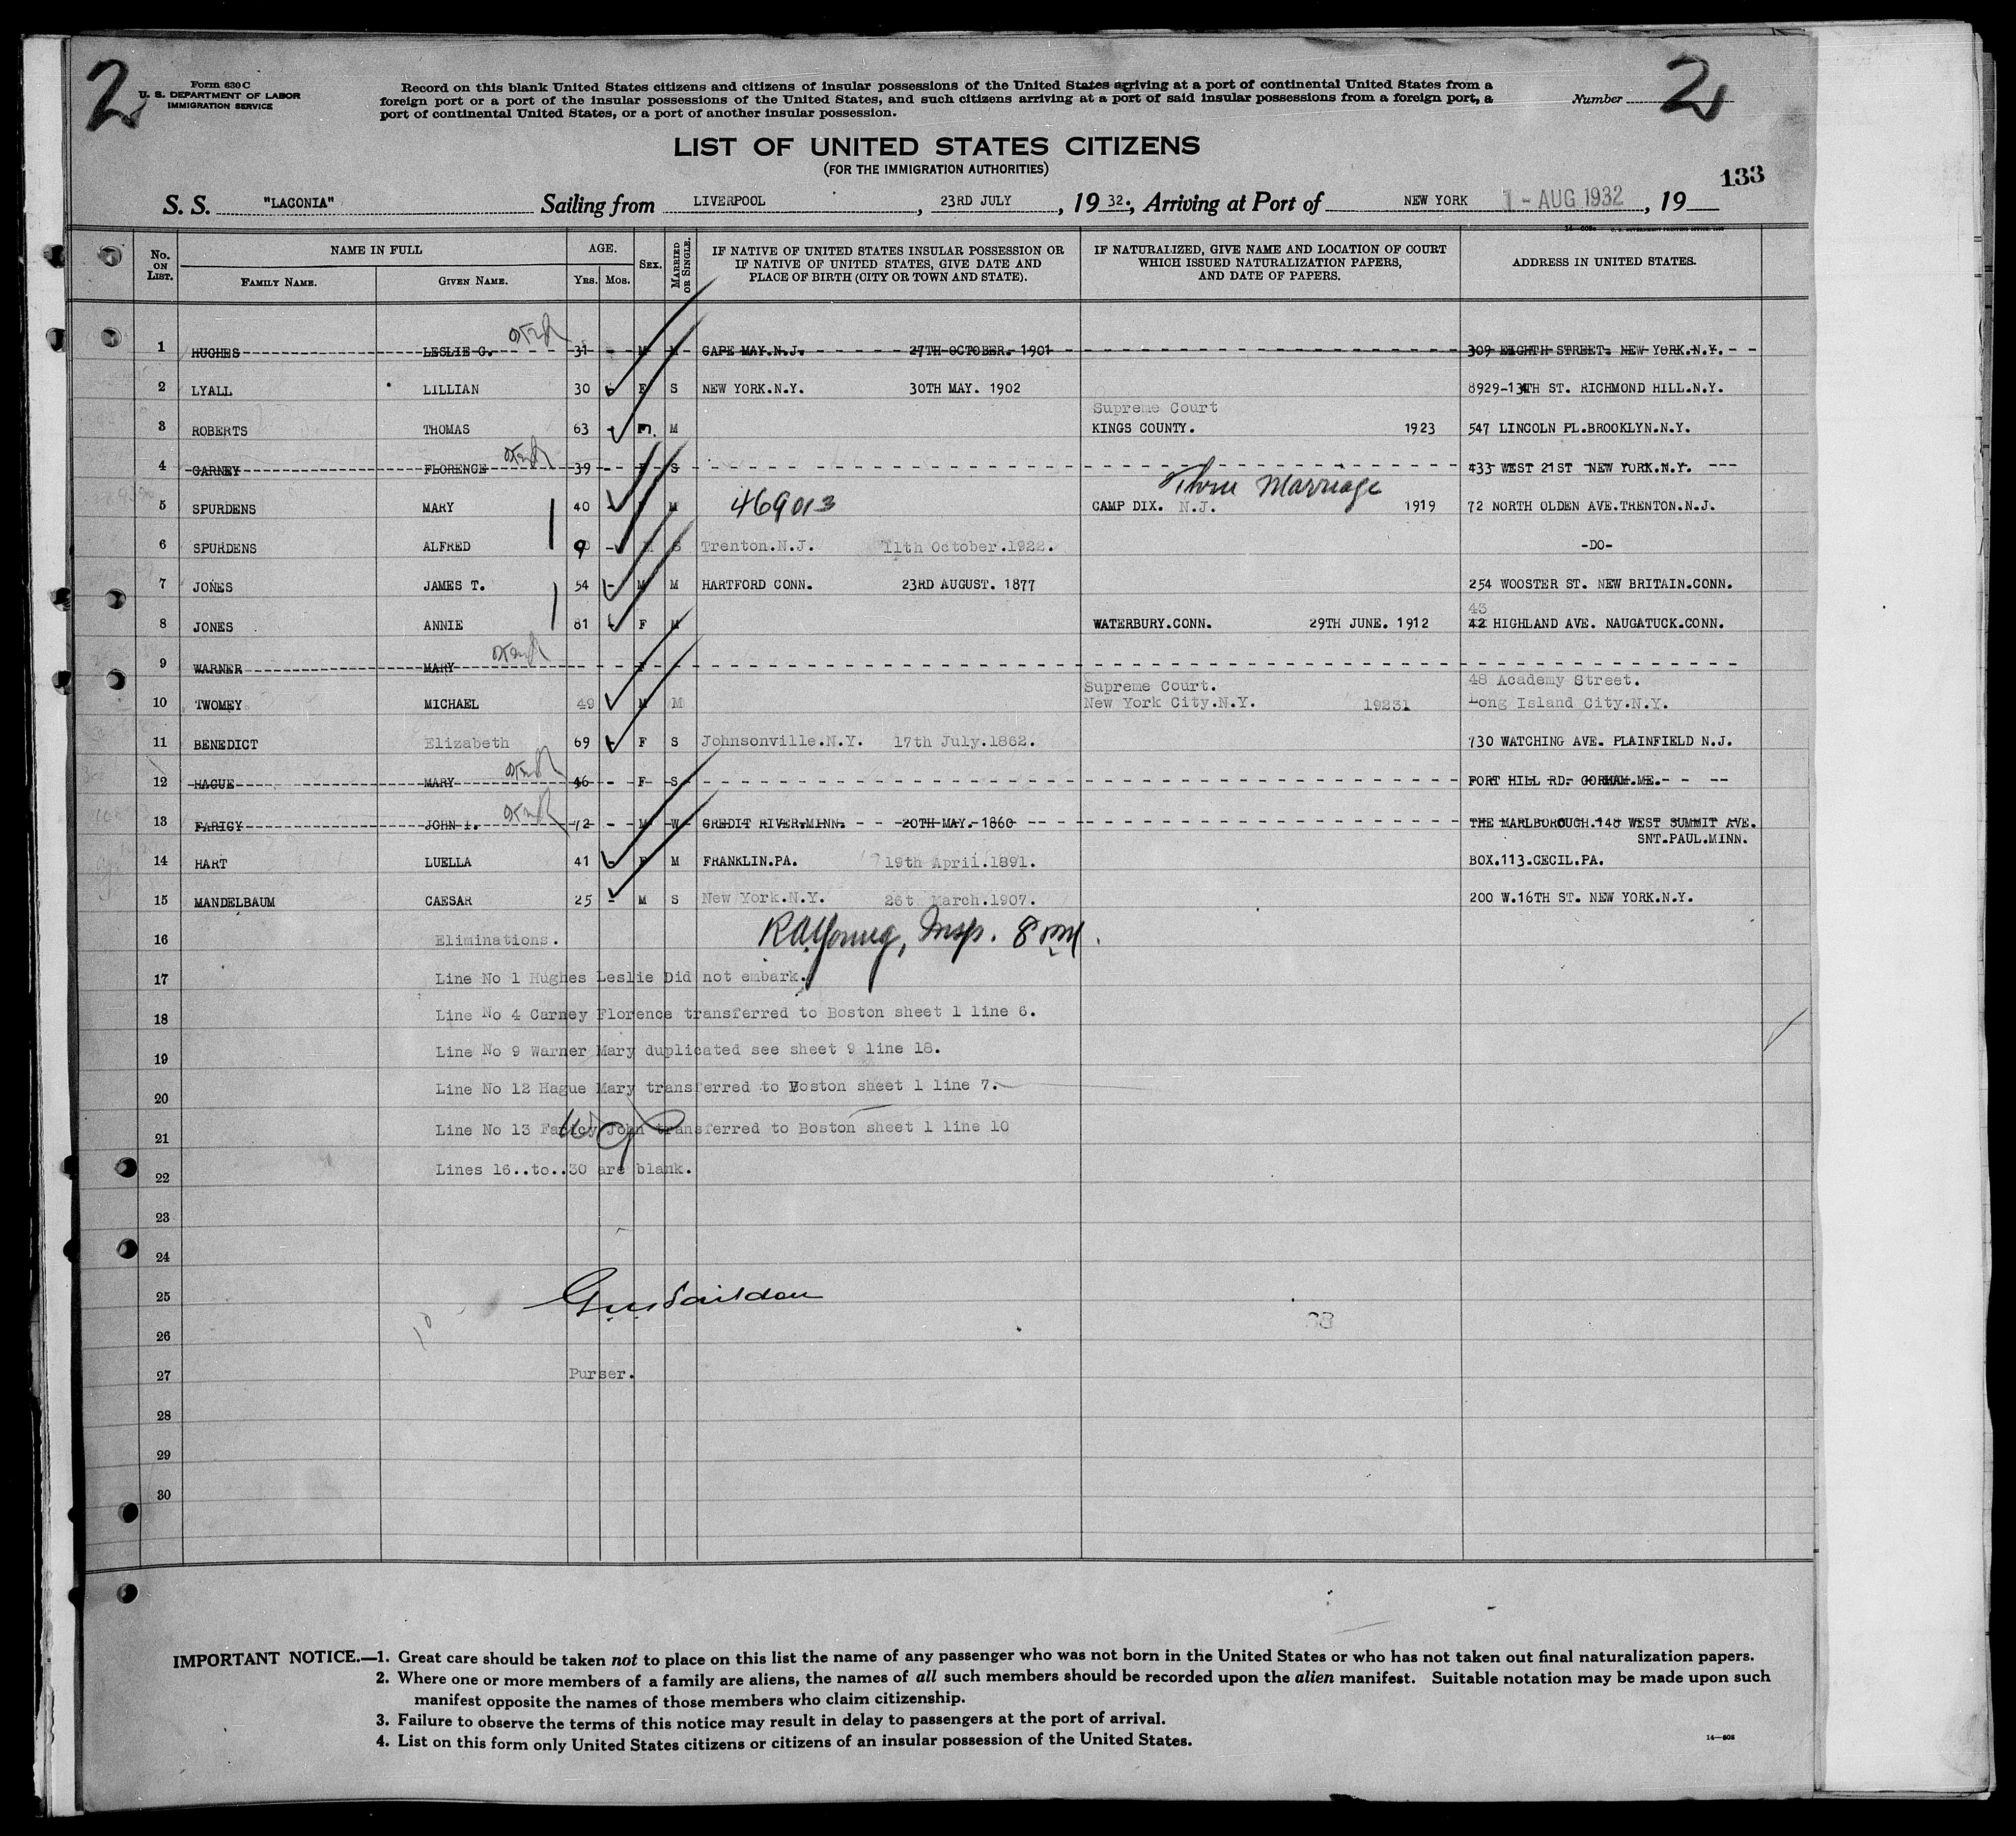 2
Form 630 C
U. S. DEPARTMENT OF LABOR
IMMIGRATION SERVICE
Record on this blank United States citizens and citizens of insular possessions of the United States arriving at a port of continental United States from a
foreign port or a port of the insular possessions of the United States, and such citizens arriving at a port of said insular possessions from a foreign port, a
port of continental United States, or a port of another insular possession.
Number 2
LIST OF UNITED STATES CITIZENS
(FOR THE IMMIGRATION AUTHORITIES)
133
S. S. "LACONIA" Sailing from LIVERPOOL, 23RD JULY, 19 32., Arriving at Port of NEW YORK 1 - AUG 1932, 19
No. ON LIST.
NAME IN FULL
FAMILY NAME.
GIVEN NAME.
AGE.
YRS.
MOS.
SEX.
MARRIED OR SINGLE.
IF NATIVE OF UNITED STATES INSULAR POSSESSION OR
IF NATIVE OF UNITED STATES, GIVE DATE AND
PLACE OF BIRTH (CITY OR TOWN AND STATE).
IF NATURALIZED, GIVE NAME AND LOCATION OF COURT
WHICH ISSUED NATURALIZATION PAPERS,
AND DATE OF PAPERS.
ADDRESS IN UNITED STATES.
1 HUGHES LESLIE G. 31 - M M CAPE MAY.N.J. 27TH OCTOBER. 1901 309 EIGHTH STREET. NEW YORK.N.Y.
2 LYALL LILLIAN 30 F S NEW YORK.N.Y. 30TH MAY. 1902 8929-134TH ST. RICHMOND HILL.N.Y.
Supreme Court
3 ROBERTS THOMAS 63 - m. M KINGS COUNTY. 1923 547 LINCOLN PL.BROOKLYN.N.Y.
4 CARNEY FLORENCE 39 - F S 433 WEST 21ST NEW YORK.N.Y.
Thru Marriage
5 SPURDENS MARY 40 - F M 469013 CAMP DIX. N.J. 1919 72 NORTH OLDEN AVE.TRENTON.N.J.
6 SPURDENS ALFRED 9 - M S Trenton.N.J. 11th October.1922. -DO-
7 JONES JAMES T. 54 - M M HARTFORD CONN. 23RD AUGUST. 1877 254 WOOSTER ST. NEW BRITAIN.CONN.
43
8 JONES ANNIE 61 - F M WATERBURY.CONN. 29TH JUNE. 1912 42 HIGHLAND AVE. NAUGATUCK.CONN.
9 WARNER MARY F
Supreme Court. 48 Academy Street.
10 TWOMEY MICHAEL 49 M M New York City.N.Y. 19231 Long Island City.N.Y.
11 BENEDICT Elizabeth 69 - F S Johnsonville.N.Y. 17th July.1862. 730 WATCHING AVE. PLAINFIELD N.J.
12 HAGUE MARY 46 - F S FORT HILL RD. GORHAM.ME.
13 FARICY JOHN I. 72 - M W CREDIT RIVER.MINN. 20TH MAY. 1860 THE MARLBOROUGH.140 WEST SUMMIT AVE.
SNT.PAUL.MINN.
14 HART LUELLA 41 - F M FRANKLIN.PA. 19th April.1891. BOX.113.CECIL.PA.
15 MANDELBAUM CAESAR 25 - M S New York.N.Y. 26t March.1907. 200 W.16TH ST. NEW YORK.N.Y.
16 Eliminations. R A Young, Insp.
17 Line No 1 Hughes Leslie Did not embark.
18 Line No 4 Carney Florence transferred to Boston sheet 1 line 6.
19 Line No 9 Warner Mary duplicated see sheet 9 line 18.
20 Line No 12 Hague Mary transferred to Boston sheet 1 line 7.
21 Line No 13 Faricy John transferred to Boston sheet 1 line 10
22 Lines 16..to..30 are blank.
23
24
25
26
27 Purser.
28
29
30
IMPORTANT NOTICE.—1. Great care should be taken not to place on this list the name of any passenger who was not born in the United States or who has not taken out final naturalization papers.
2. Where one or more members of a family are aliens, the names of all such members should be recorded upon the alien manifest. Suitable notation may be made upon such
manifest opposite the names of those members who claim citizenship.
3. Failure to observe the terms of this notice may result in delay to passengers at the port of arrival.
4. List on this form only United States citizens or citizens of an insular possession of the United States.